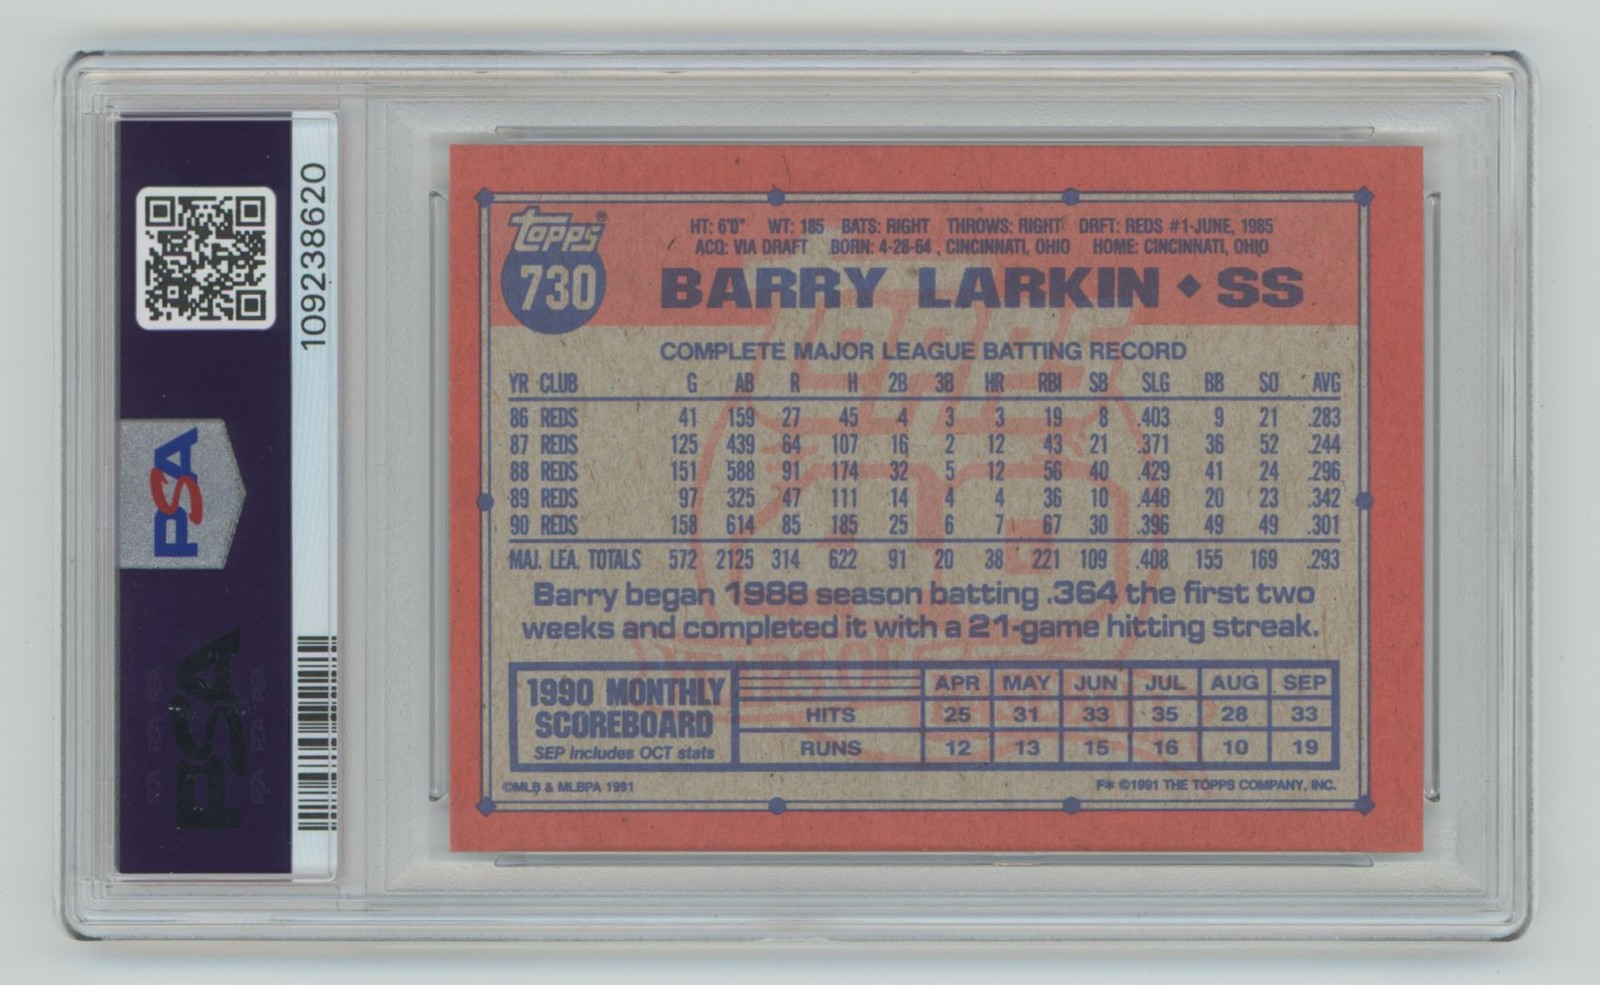 109238620
PSA
PSA
topps®
730
HT: 6'0" WT: 185 BATS: RIGHT THROWS: RIGHT DRFT: REDS #1-JUNE, 1985
ACQ: VIA DRAFT BORN: 4-28-64 , CINCINNATI, OHIO HOME: CINCINNATI, OHIO
BARRY LARKIN ◆ SS
COMPLETE MAJOR LEAGUE BATTING RECORD
YR CLUB G AB R H 2B 3B HR RBI SB SLG BB SO AVG
86 REDS 41 159 27 45 4 3 3 19 8 .403 9 21 .283
87 REDS 125 439 64 107 16 2 12 43 21 .371 36 52 .244
88 REDS 151 588 91 174 32 5 12 56 40 .429 41 24 .296
89 REDS 97 325 47 111 14 4 4 36 10 .446 20 23 .342
90 REDS 158 614 85 185 25 6 7 67 30 .396 49 49 .301
MAJ. LEA. TOTALS 572 2125 314 622 91 20 38 221 109 .408 155 169 .293
Barry began 1988 season batting .364 the first two
weeks and completed it with a 21-game hitting streak.
1990 MONTHLY
SCOREBOARD
SEP includes OCT stats
APR MAY JUN JUL AUG SEP
HITS 25 31 33 35 28 33
RUNS 12 13 15 16 10 19
©MLB & MLBPA 1991
F* ©1991 THE TOPPS COMPANY, INC.